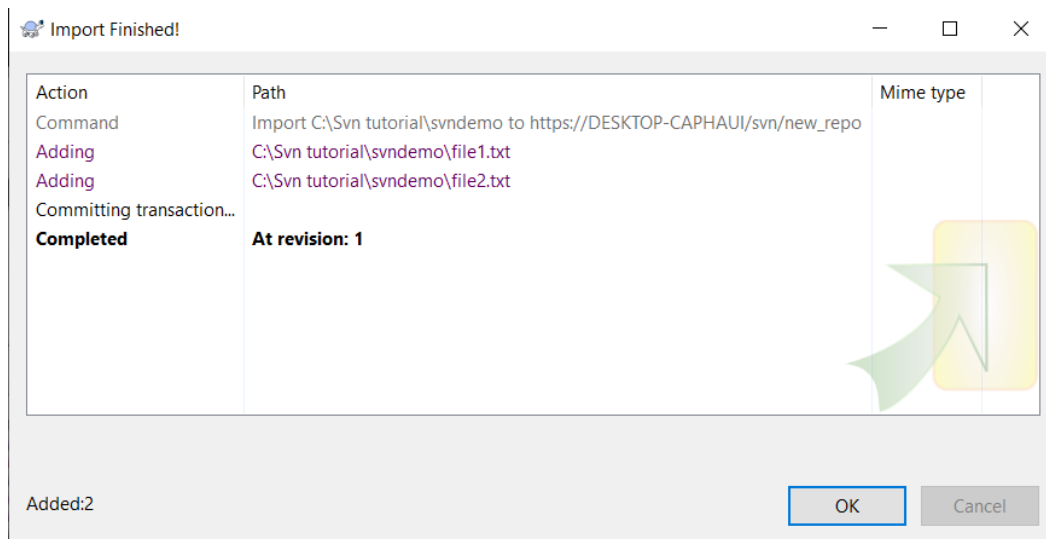 Import Finished!
Action Path Mime type
Command Import C:\Svn tutorial\svndemo to https://DESKTOP-CAPHAUI/svn/new_repo
Adding C:\Svn tutorial\svndemo\file1.txt
Adding C:\Svn tutorial\svndemo\file2.txt
Committing transaction...
Completed At revision: 1
Added:2
OK Cancel